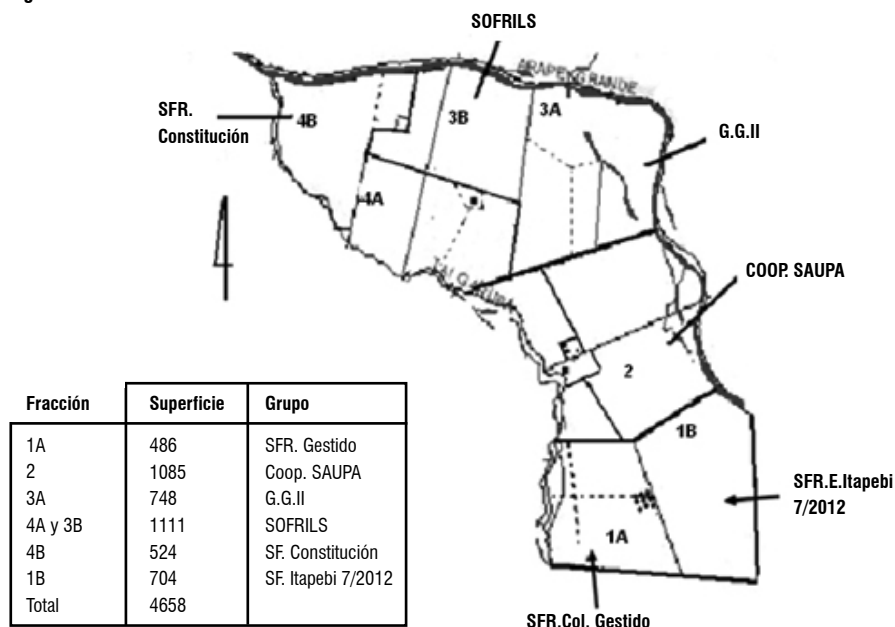 SOFRILS
ARAPEY GRANDE
SFR.
Constitución
4B
3B
3A
G.G.II
4A
COOP. SAUPA
2
1B
SFR.E.Itapebi
7/2012
1A
SFR.Col. Gestido
Fracción Superficie Grupo
1A 486 SFR. Gestido
2 1085 Coop. SAUPA
3A 748 G.G.II
4A y 3B 1111 SOFRILS
4B 524 SF. Constitución
1B 704 SF. Itapebi 7/2012
Total 4658